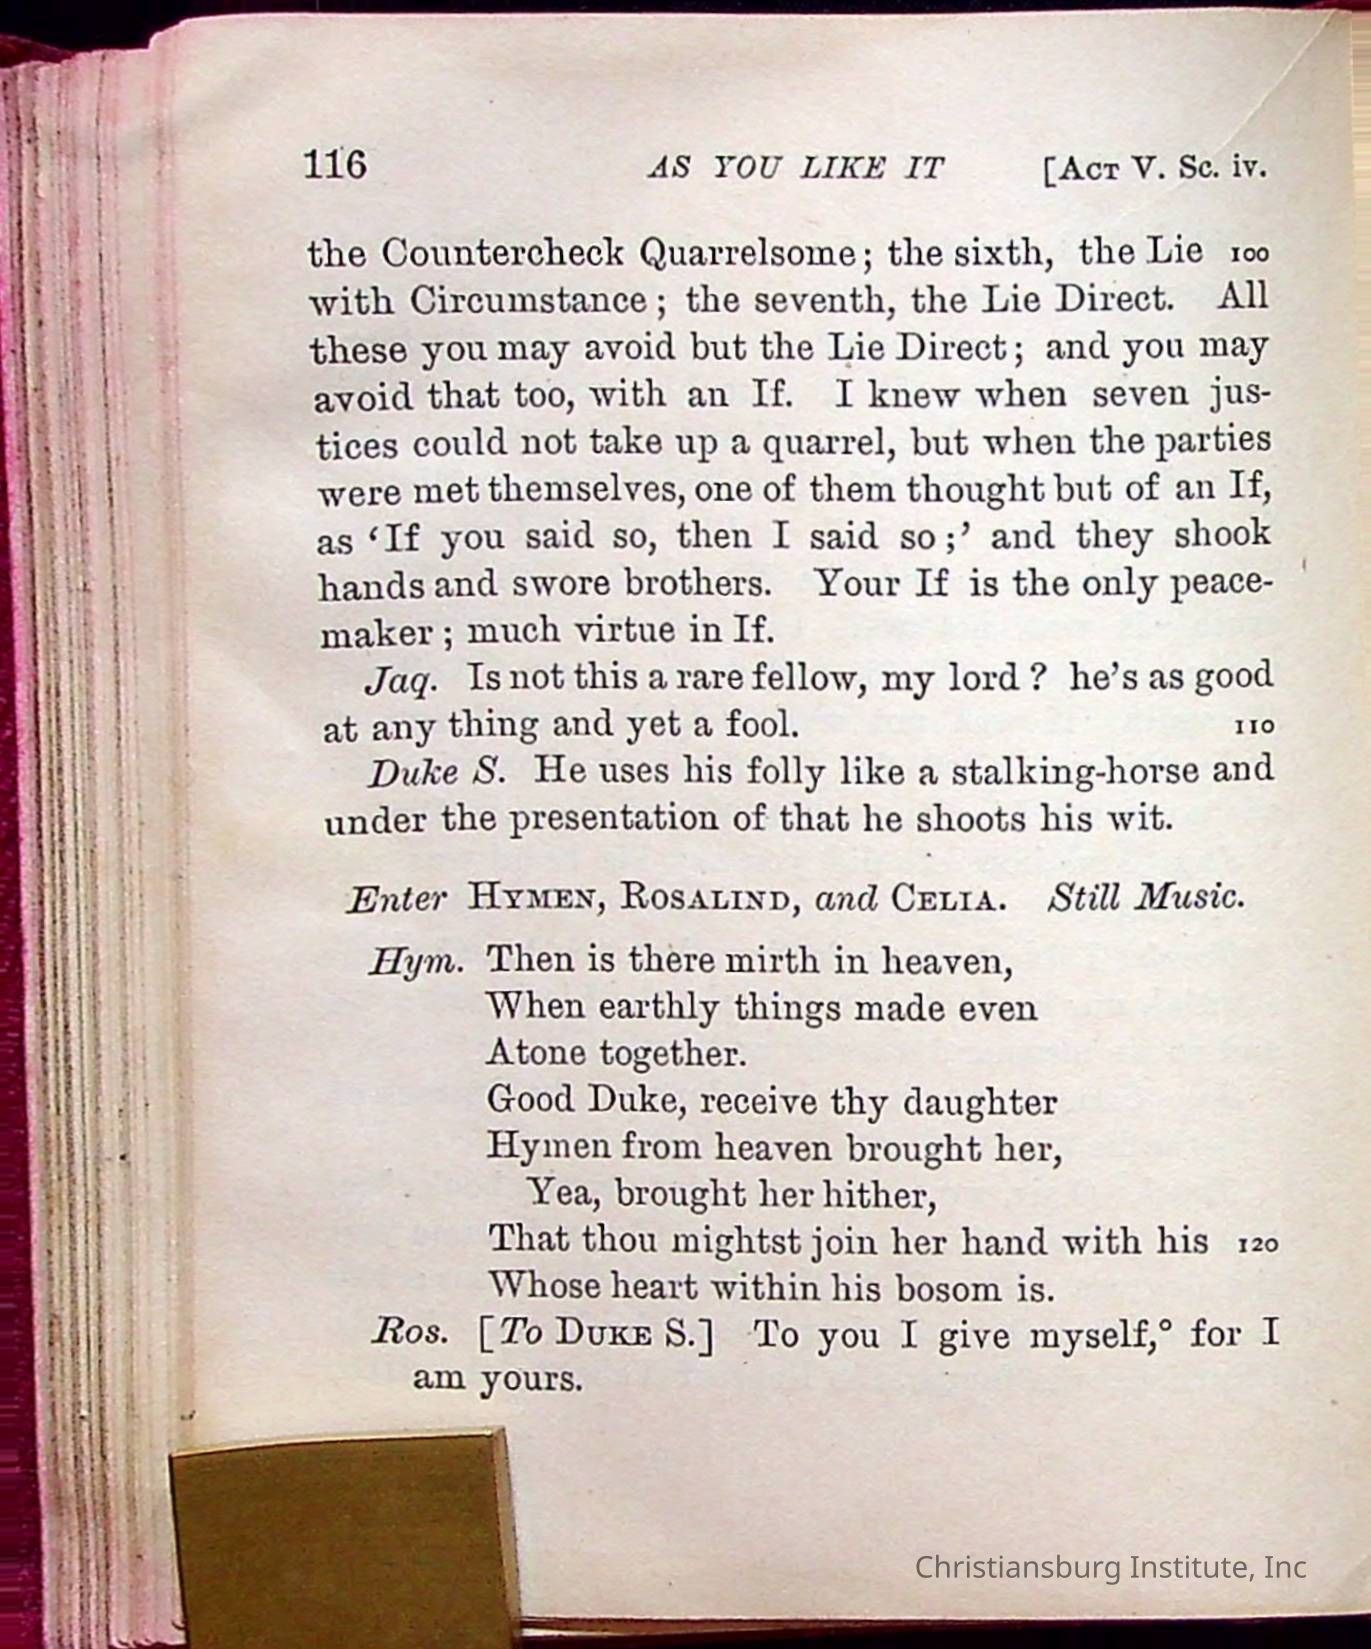 116 AS YOU LIKE IT [ACT V. Sc. iv.
the Countercheck Quarrelsome; the sixth, the Lie 100
with Circumstance; the seventh, the Lie Direct. All
these you may avoid but the Lie Direct; and you may
avoid that too, with an If. I knew when seven jus-
tices could not take up a quarrel, but when the parties
were met themselves, one of them thought but of an If,
as ‘If you said so, then I said so;’ and they shook
hands and swore brothers. Your If is the only peace-
maker; much virtue in If.
Jaq. Is not this a rare fellow, my lord? he's as good
at any thing and yet a fool. 110
Duke S. He uses his folly like a stalking-horse and
under the presentation of that he shoots his wit.
Enter HYMEN, ROSALIND, and CELIA. Still Music.
Hym. Then is there mirth in heaven,
When earthly things made even
Atone together.
Good Duke, receive thy daughter
Hymen from heaven brought her,
Yea, brought her hither,
That thou mightst join her hand with his 120
Whose heart within his bosom is.
Ros. [To DUKE S.] To you I give myself,° for I
am yours.
Christiansburg Institute, Inc